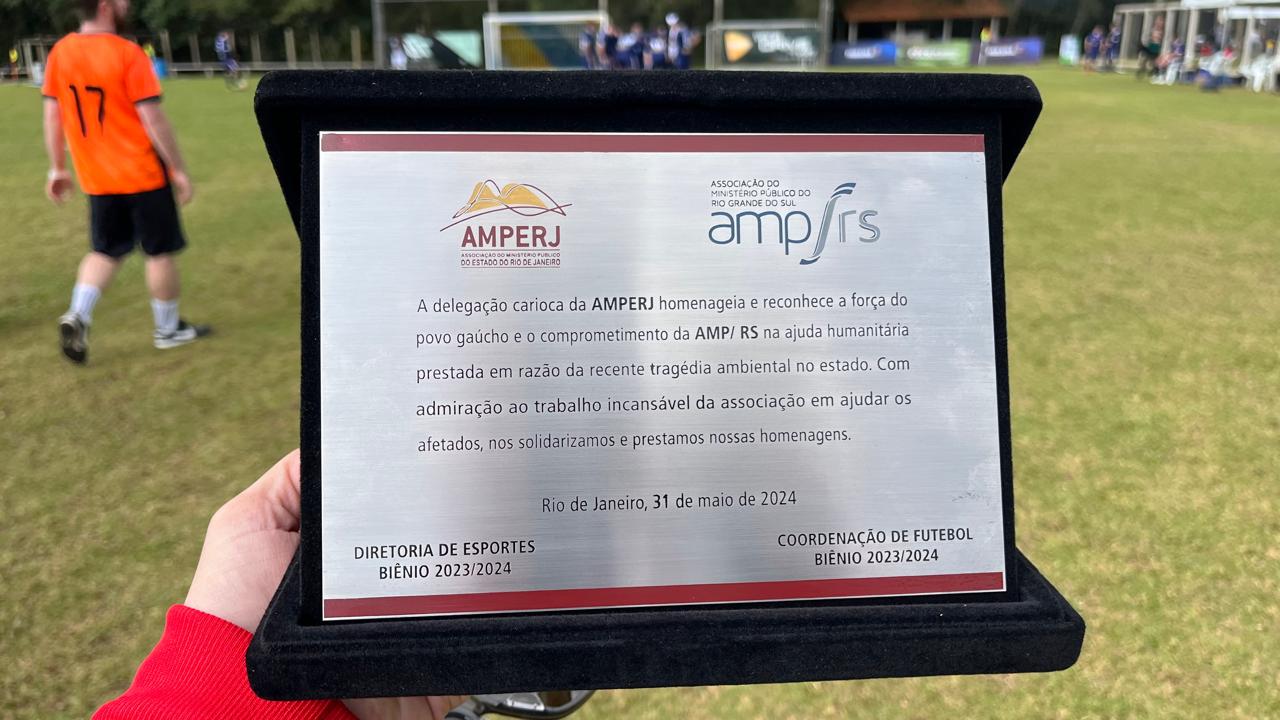 17
AMPERJ
ASSOCIAÇÃO DO MINISTÉRIO PÚBLICO
DO ESTADO DO RIO DE JANEIRO
ASSOCIAÇÃO DO
MINISTÉRIO PÚBLICO DO
RIO GRANDE DO SUL
amp/rs
A delegação carioca da AMPERJ homenageia e reconhece a força do
povo gaúcho e o comprometimento da AMP/ RS na ajuda humanitária
prestada em razão da recente tragédia ambiental no estado. Com
admiração ao trabalho incansável da associação em ajudar os
afetados, nos solidarizamos e prestamos nossas homenagens.
Rio de Janeiro, 31 de maio de 2024
DIRETORIA DE ESPORTES
BIÊNIO 2023/2024
COORDENAÇÃO DE FUTEBOL
BIÊNIO 2023/2024